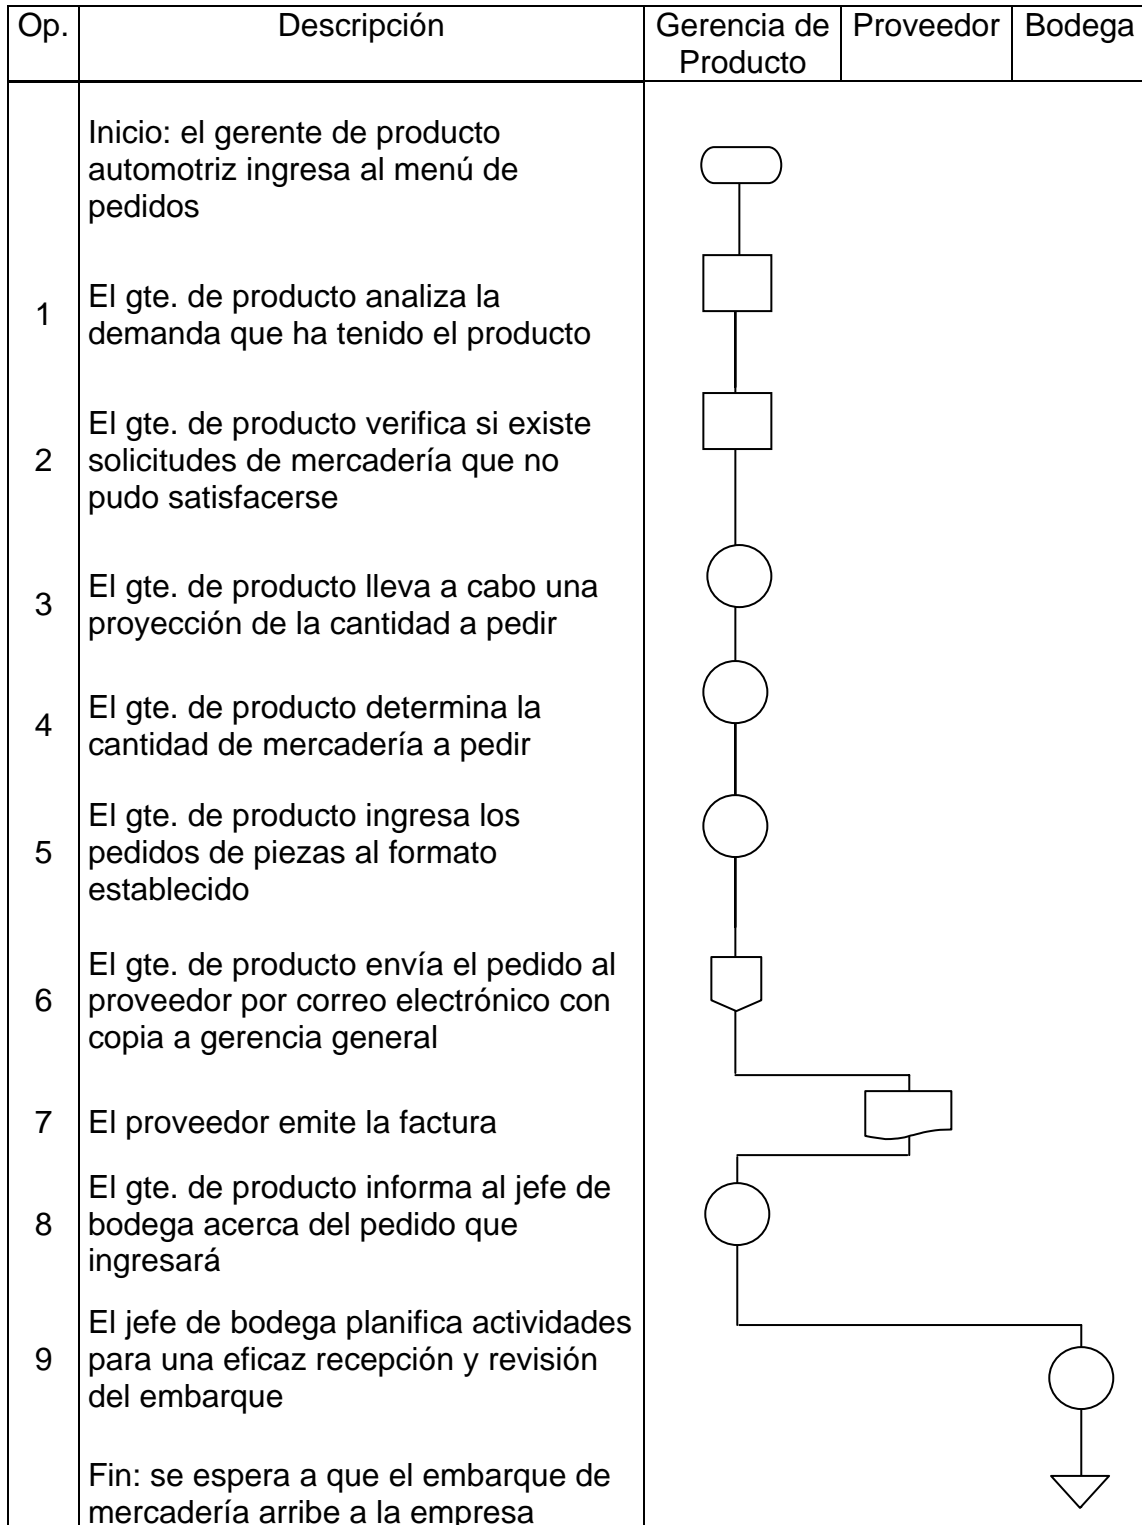 Op.
Descripción
Gerencia de
Producto
Proveedor
Bodega
Inicio: el gerente de producto
automotriz ingresa al menú de
pedidos
1
El gte. de producto analiza la
demanda que ha tenido el producto
2
El gte. de producto verifica si existe
solicitudes de mercadería que no
pudo satisfacerse
3
El gte. de producto lleva a cabo una
proyección de la cantidad a pedir
4
El gte. de producto determina la
cantidad de mercadería a pedir
5
El gte. de producto ingresa los
pedidos de piezas al formato
establecido
6
El gte. de producto envía el pedido al
proveedor por correo electrónico con
copia a gerencia general
7
El proveedor emite la factura
8
El gte. de producto informa al jefe de
bodega acerca del pedido que
ingresará
9
El jefe de bodega planifica actividades
para una eficaz recepción y revisión
del embarque
Fin: se espera a que el embarque de
mercadería arribe a la empresa